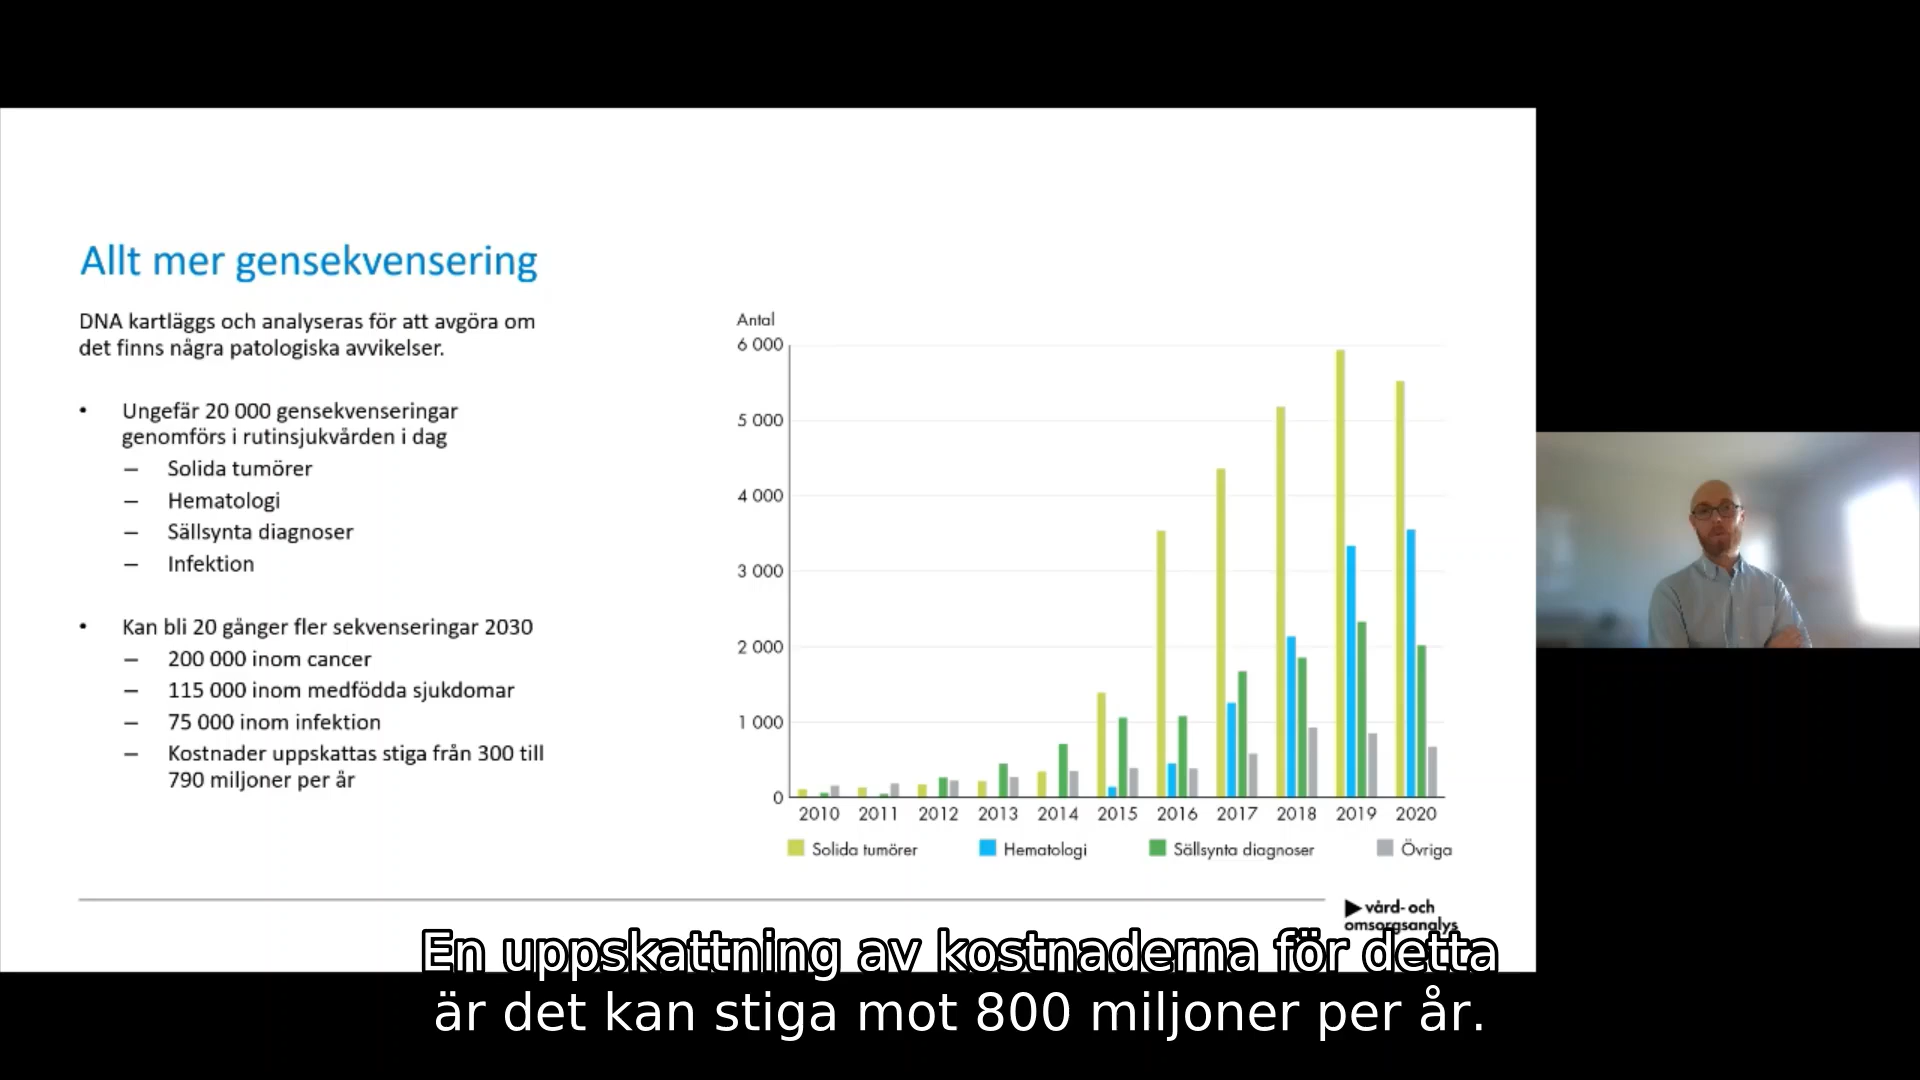 Allt mer gensekvensering
DNA kartläggs och analyseras för att avgöra om
det finns några patologiska avvikelser.
• Ungefär 20 000 gensekvenseringar
genomförs i rutinsjukvården i dag
– Solida tumörer
– Hematologi
– Sällsynta diagnoser
– Infektion
• Kan bli 20 gånger fler sekvenseringar 2030
– 200 000 inom cancer
– 115 000 inom medfödda sjukdomar
– 75 000 inom infektion
– Kostnader uppskattas stiga från 300 till
790 miljoner per år
Antal
6 000
5 000
4 000
3 000
2 000
1 000
0
2010 2011 2012 2013 2014 2015 2016 2017 2018 2019 2020
Solida tumörer Hematologi Sällsynta diagnoser Övriga
vård- och
omsorgsanalys
En uppskattning av kostnaderna för detta
är det kan stiga mot 800 miljoner per år.